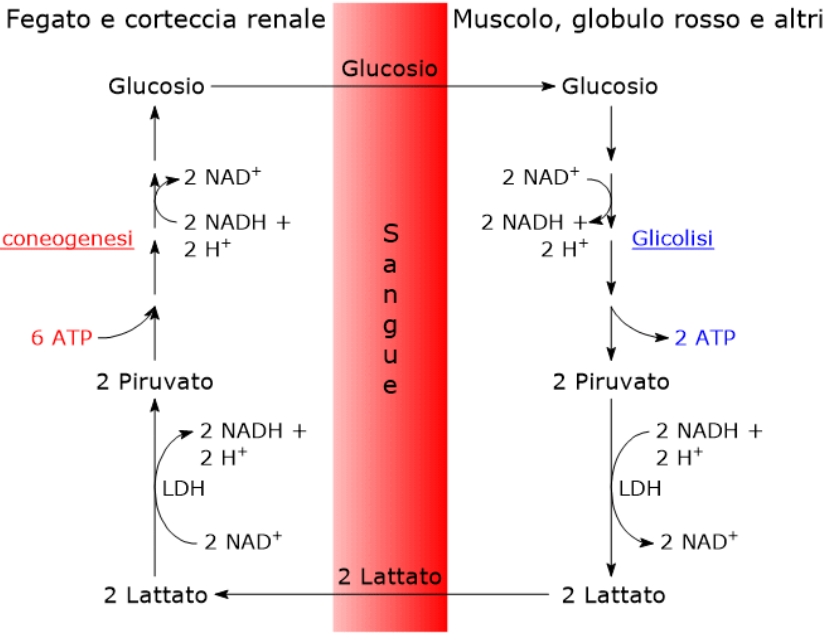 Fegato e corteccia renale
Muscolo, globulo rosso e altri
Glucosio
Glucosio
Glucosio
2 NAD⁺
2 NADH +
2 H⁺
coneogenesi
6 ATP
2 Piruvato
2 NADH +
2 H⁺
LDH
2 NAD⁺
2 Lattato
Sangue
2 Lattato
2 NAD⁺
2 NADH +
2 H⁺
Glicolisi
2 ATP
2 Piruvato
2 NADH +
2 H⁺
LDH
2 NAD⁺
2 Lattato